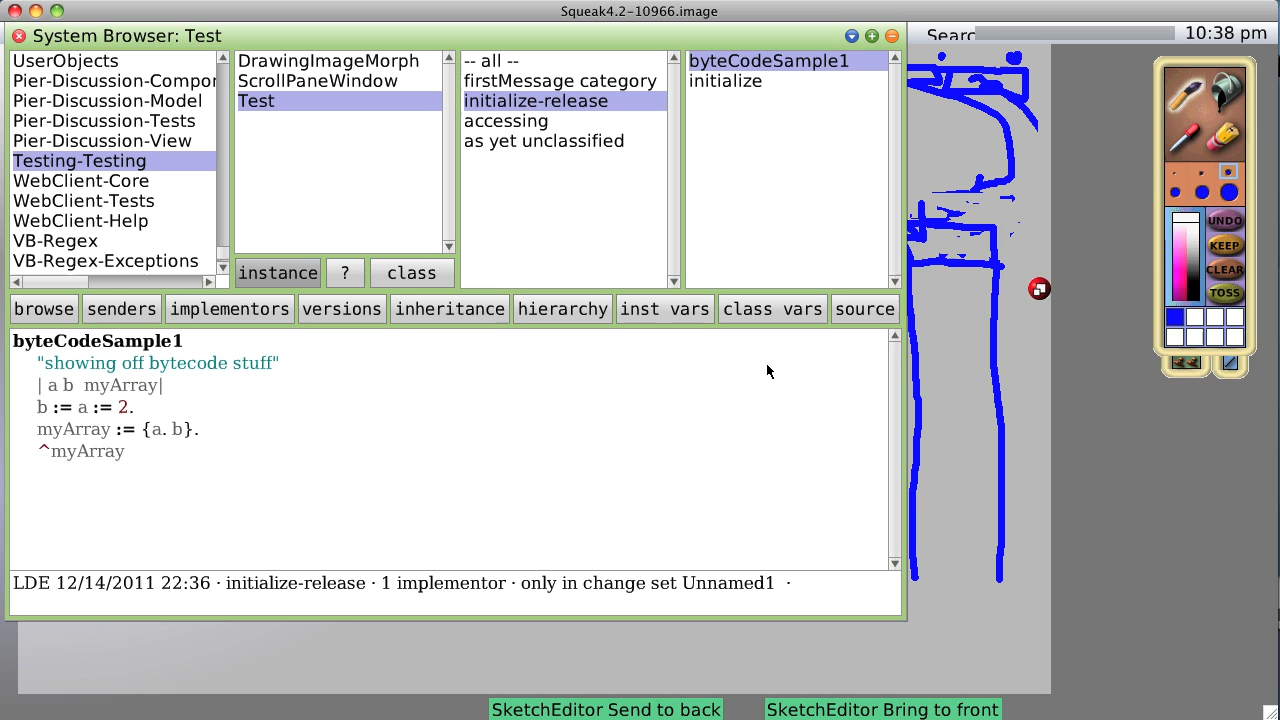 Squeak4.2-10966.image
System Browser: Test
Searc
10:38 pm
UserObjects
Pier-Discussion-Compor
Pier-Discussion-Model
Pier-Discussion-Tests
Pier-Discussion-View
Testing-Testing
WebClient-Core
WebClient-Tests
WebClient-Help
VB-Regex
VB-Regex-Exceptions
DrawingImageMorph
ScrollPaneWindow
Test
instance ? class
-- all --
firstMessage category
initialize-release
accessing
as yet unclassified
byteCodeSample1
initialize
browse senders implementors versions inheritance hierarchy inst vars class vars source
byteCodeSample1
"showing off bytecode stuff"
| a b myArray|
b := a := 2.
myArray := {a. b}.
^myArray
LDE 12/14/2011 22:36 · initialize-release · 1 implementor · only in change set Unnamed1 ·
UNDO
KEEP
CLEAR
TOSS
SketchEditor Send to back
SketchEditor Bring to front